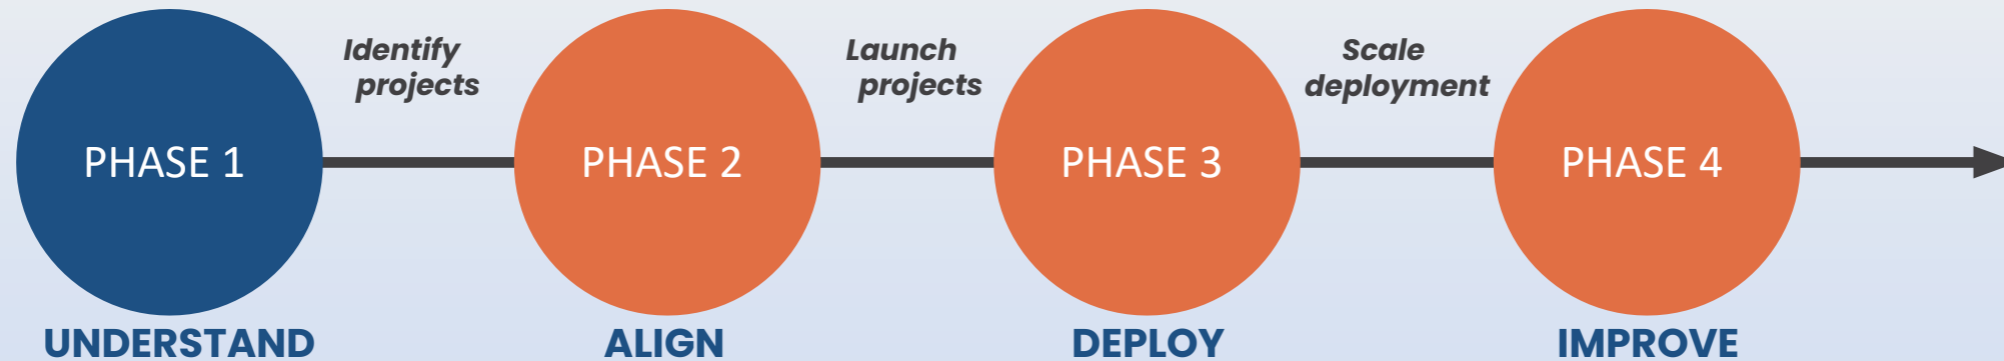 Identify
projects
Launch
projects
Scale
deployment
PHASE 1
PHASE 2
PHASE 3
PHASE 4
UNDERSTAND
ALIGN
DEPLOY
IMPROVE